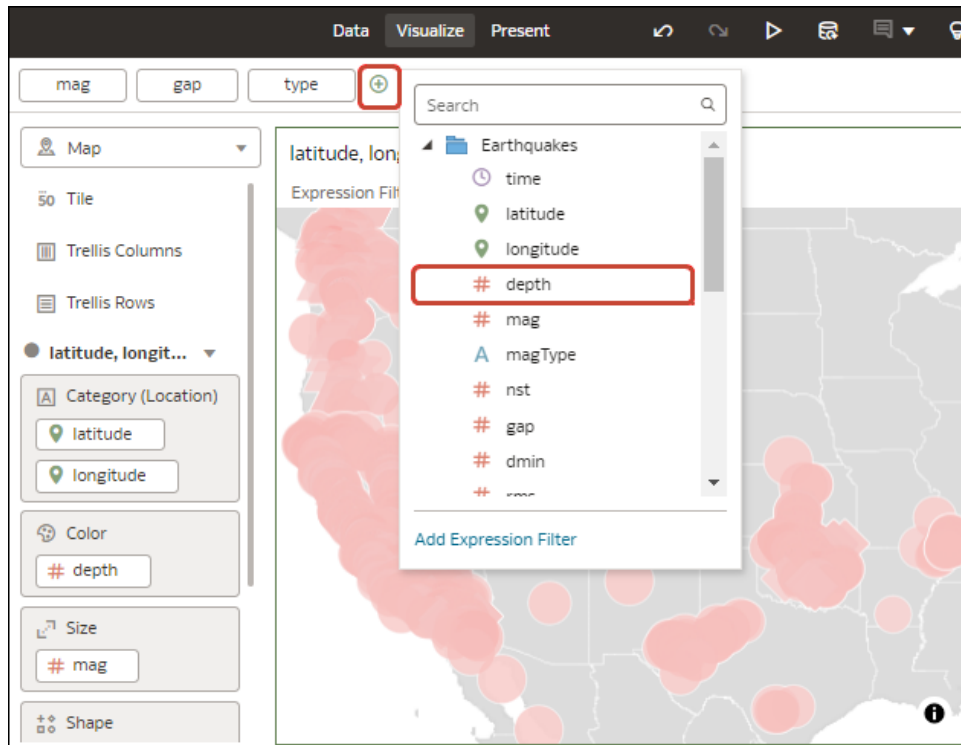 Data Visualize Present
mag gap type
Search
Map
latitude, lon
Earthquakes
Expression Filt
time
Tile
latitude
Trellis Columns
longitude
depth
Trellis Rows
mag
latitude, longit...
magType
Category (Location)
nst
latitude
gap
longitude
dmin
rms
Color
Add Expression Filter
depth
Size
mag
Shape